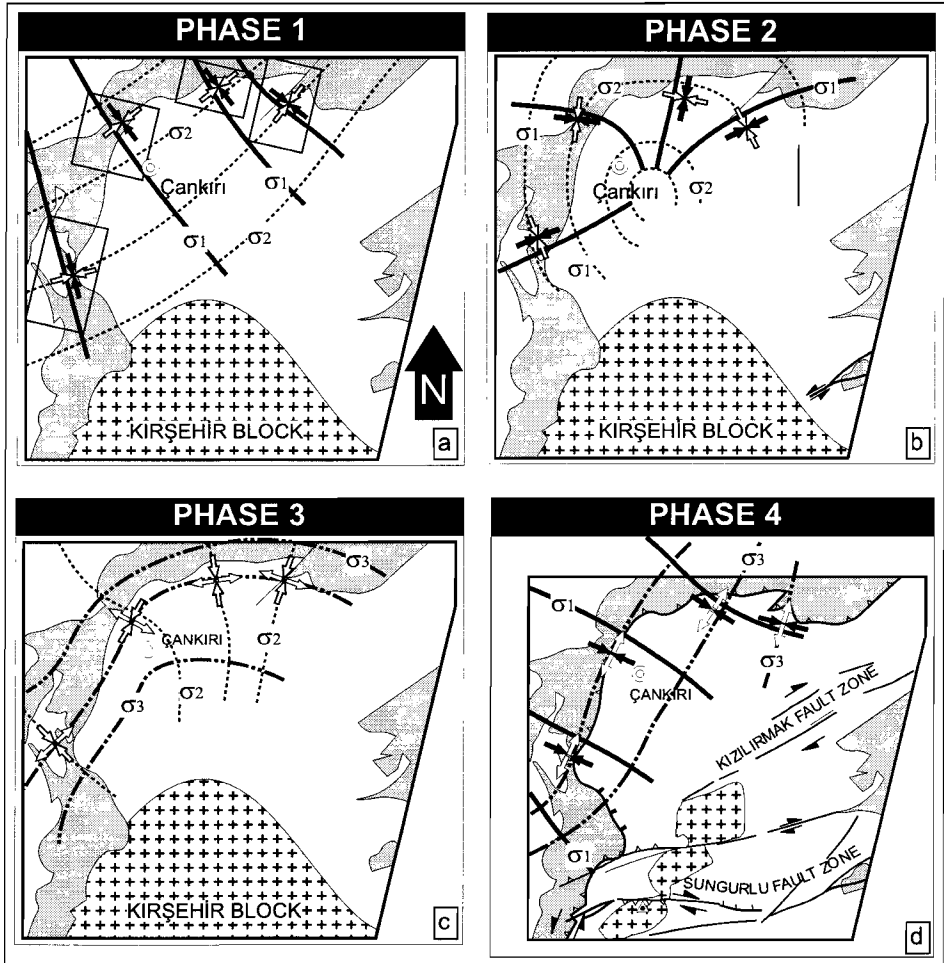 PHASE 1
σ2
Çankırı
σ1
σ1
σ2
N
KIRŞEHİR BLOCK
a
PHASE 2
σ2
σ1
σ1
Çankırı
σ2
σ1
KIRŞEHİR BLOCK
b
PHASE 3
σ3
ÇANKIRI
σ2
σ2
σ3
KIRŞEHİR BLOCK
c
PHASE 4
σ3
σ1
σ3
ÇANKIRI
KIZILIRMAK FAULT ZONE
σ1
SUNGURLU FAULT ZONE
d